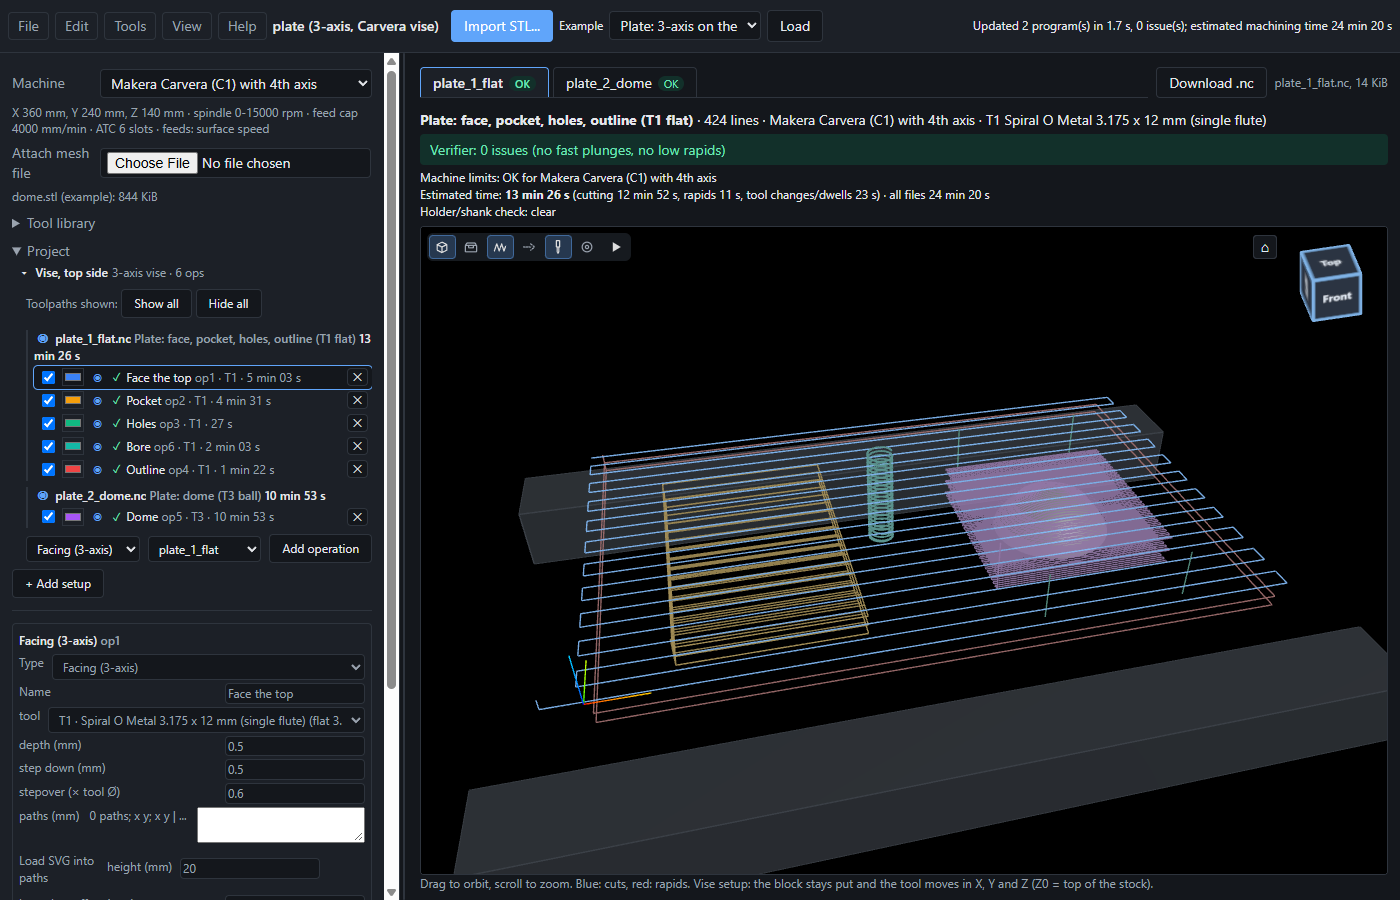 File Edit Tools View Help plate (3-axis, Carvera vise) Import STL... Example Plate: 3-axis on the Load Updated 2 program(s) in 1.7 s, 0 issue(s); estimated machining time 24 min 20 s
Machine Makera Carvera (C1) with 4th axis
X 360 mm, Y 240 mm, Z 140 mm · spindle 0-15000 rpm · feed cap
4000 mm/min · ATC 6 slots · feeds: surface speed
Attach mesh file Choose File No file chosen
dome.stl (example): 844 KiB
Tool library
Project
Vise, top side 3-axis vise · 6 ops
Toolpaths shown: Show all Hide all
plate_1_flat.nc Plate: face, pocket, holes, outline (T1 flat) 13
min 26 s
Face the top op1 · T1 · 5 min 03 s
Pocket op2 · T1 · 4 min 31 s
Holes op3 · T1 · 27 s
Bore op6 · T1 · 2 min 03 s
Outline op4 · T1 · 1 min 22 s
plate_2_dome.nc Plate: dome (T3 ball) 10 min 53 s
Dome op5 · T3 · 10 min 53 s
Facing (3-axis) plate_1_flat Add operation
+ Add setup
Facing (3-axis) op1
Type Facing (3-axis)
Name Face the top
tool T1 · Spiral O Metal 3.175 x 12 mm (single flute) (flat 3.
depth (mm) 0.5
step down (mm) 0.5
stepover (× tool Ø) 0.6
paths (mm) 0 paths; x y; x y | ...
Load SVG into paths height (mm) 20
plate_1_flat OK plate_2_dome OK Download .nc plate_1_flat.nc, 14 KiB
Plate: face, pocket, holes, outline (T1 flat) · 424 lines · Makera Carvera (C1) with 4th axis · T1 Spiral O Metal 3.175 x 12 mm (single flute)
Verifier: 0 issues (no fast plunges, no low rapids)
Machine limits: OK for Makera Carvera (C1) with 4th axis
Estimated time: 13 min 26 s (cutting 12 min 52 s, rapids 11 s, tool changes/dwells 23 s) · all files 24 min 20 s
Holder/shank check: clear
Top
Front
Drag to orbit, scroll to zoom. Blue: cuts, red: rapids. Vise setup: the block stays put and the tool moves in X, Y and Z (Z0 = top of the stock).